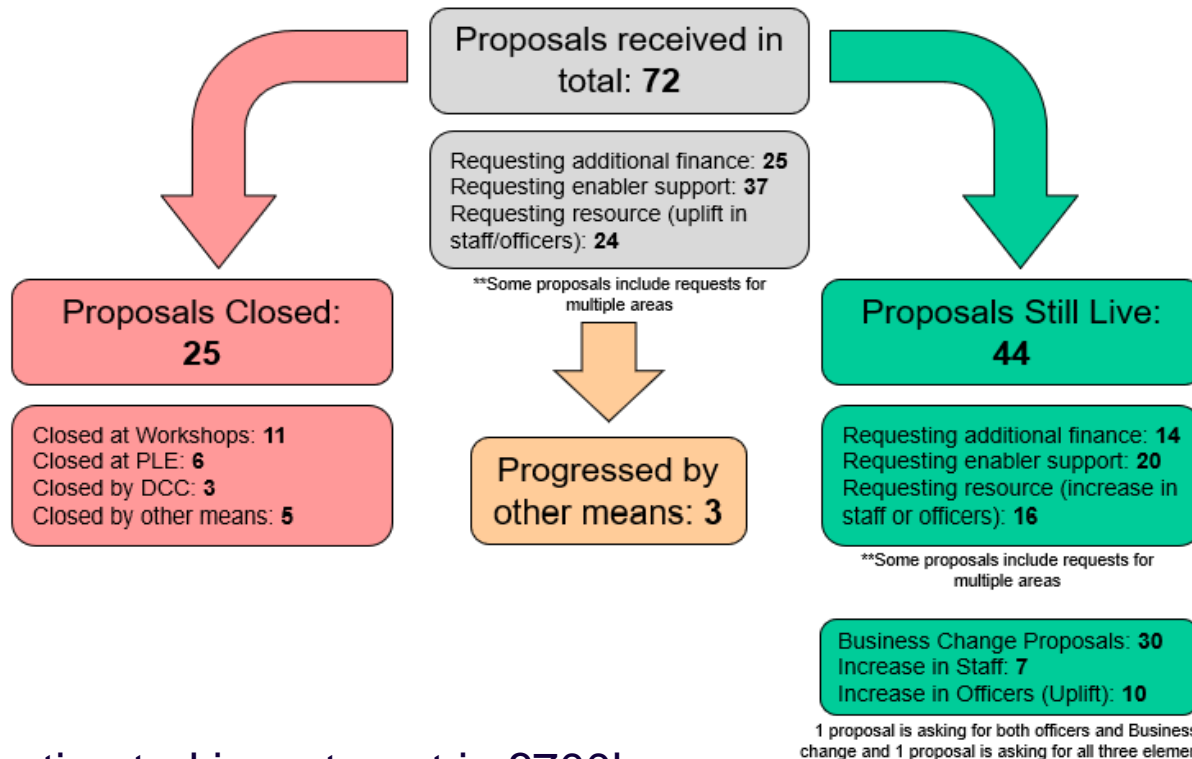 Proposals received in
total: 72
Requesting additional finance: 25
Requesting enabler support: 37
Requesting resource (uplift in
staff/officers): 24
**Some proposals include requests for
multiple areas
Proposals Closed:
25
Closed at Workshops: 11
Closed at PLE: 6
Closed by DCC: 3
Closed by other means: 5
Progressed by
other means: 3
Proposals Still Live:
44
Requesting additional finance: 14
Requesting enabler support: 20
Requesting resource (increase in
staff or officers): 16
**Some proposals include requests for
multiple areas
Business Change Proposals: 30
Increase in Staff: 7
Increase in Officers (Uplift): 10
1 proposal is asking for both officers and Business
change and 1 proposal is asking for all three